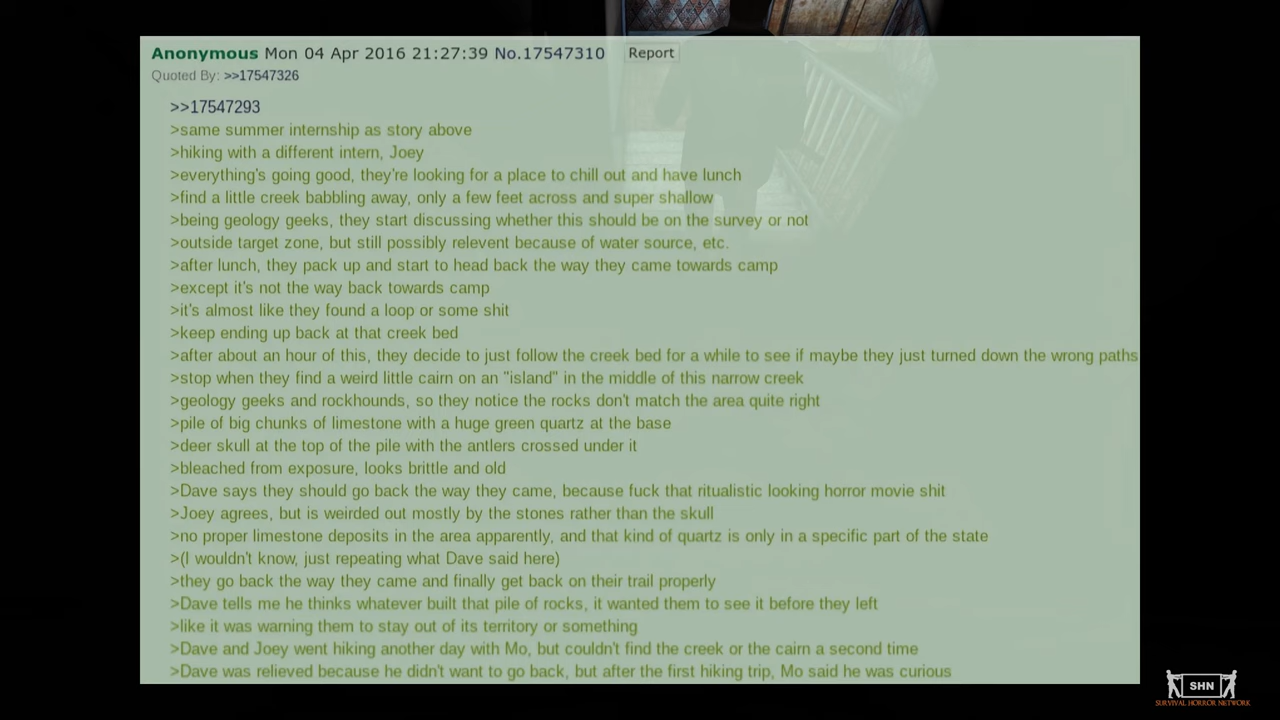 Anonymous Mon 04 Apr 2016 21:27:39 No.17547310 Report
Quoted By: >>17547326
>>17547293
>same summer internship as story above
>hiking with a different intern, Joey
>everything's going good, they're looking for a place to chill out and have lunch
>find a little creek babbling away, only a few feet across and super shallow
>being geology geeks, they start discussing whether this should be on the survey or not
>outside target zone, but still possibly relevent because of water source, etc.
>after lunch, they pack up and start to head back the way they came towards camp
>except it's not the way back towards camp
>it's almost like they found a loop or some shit
>keep ending up back at that creek bed
>after about an hour of this, they decide to just follow the creek bed for a while to see if maybe they just turned down the wrong paths
>stop when they find a weird little cairn on an "island" in the middle of this narrow creek
>geology geeks and rockhounds, so they notice the rocks don't match the area quite right
>pile of big chunks of limestone with a huge green quartz at the base
>deer skull at the top of the pile with the antlers crossed under it
>bleached from exposure, looks brittle and old
>Dave says they should go back the way they came, because fuck that ritualistic looking horror movie shit
>Joey agrees, but is weirded out mostly by the stones rather than the skull
>no proper limestone deposits in the area apparently, and that kind of quartz is only in a specific part of the state
>(I wouldn't know, just repeating what Dave said here)
>they go back the way they came and finally get back on their trail properly
>Dave tells me he thinks whatever built that pile of rocks, it wanted them to see it before they left
>like it was warning them to stay out of its territory or something
>Dave and Joey went hiking another day with Mo, but couldn't find the creek or the cairn a second time
>Dave was relieved because he didn't want to go back, but after the first hiking trip, Mo said he was curious
SHN
SURVIVAL HORROR NETWORK